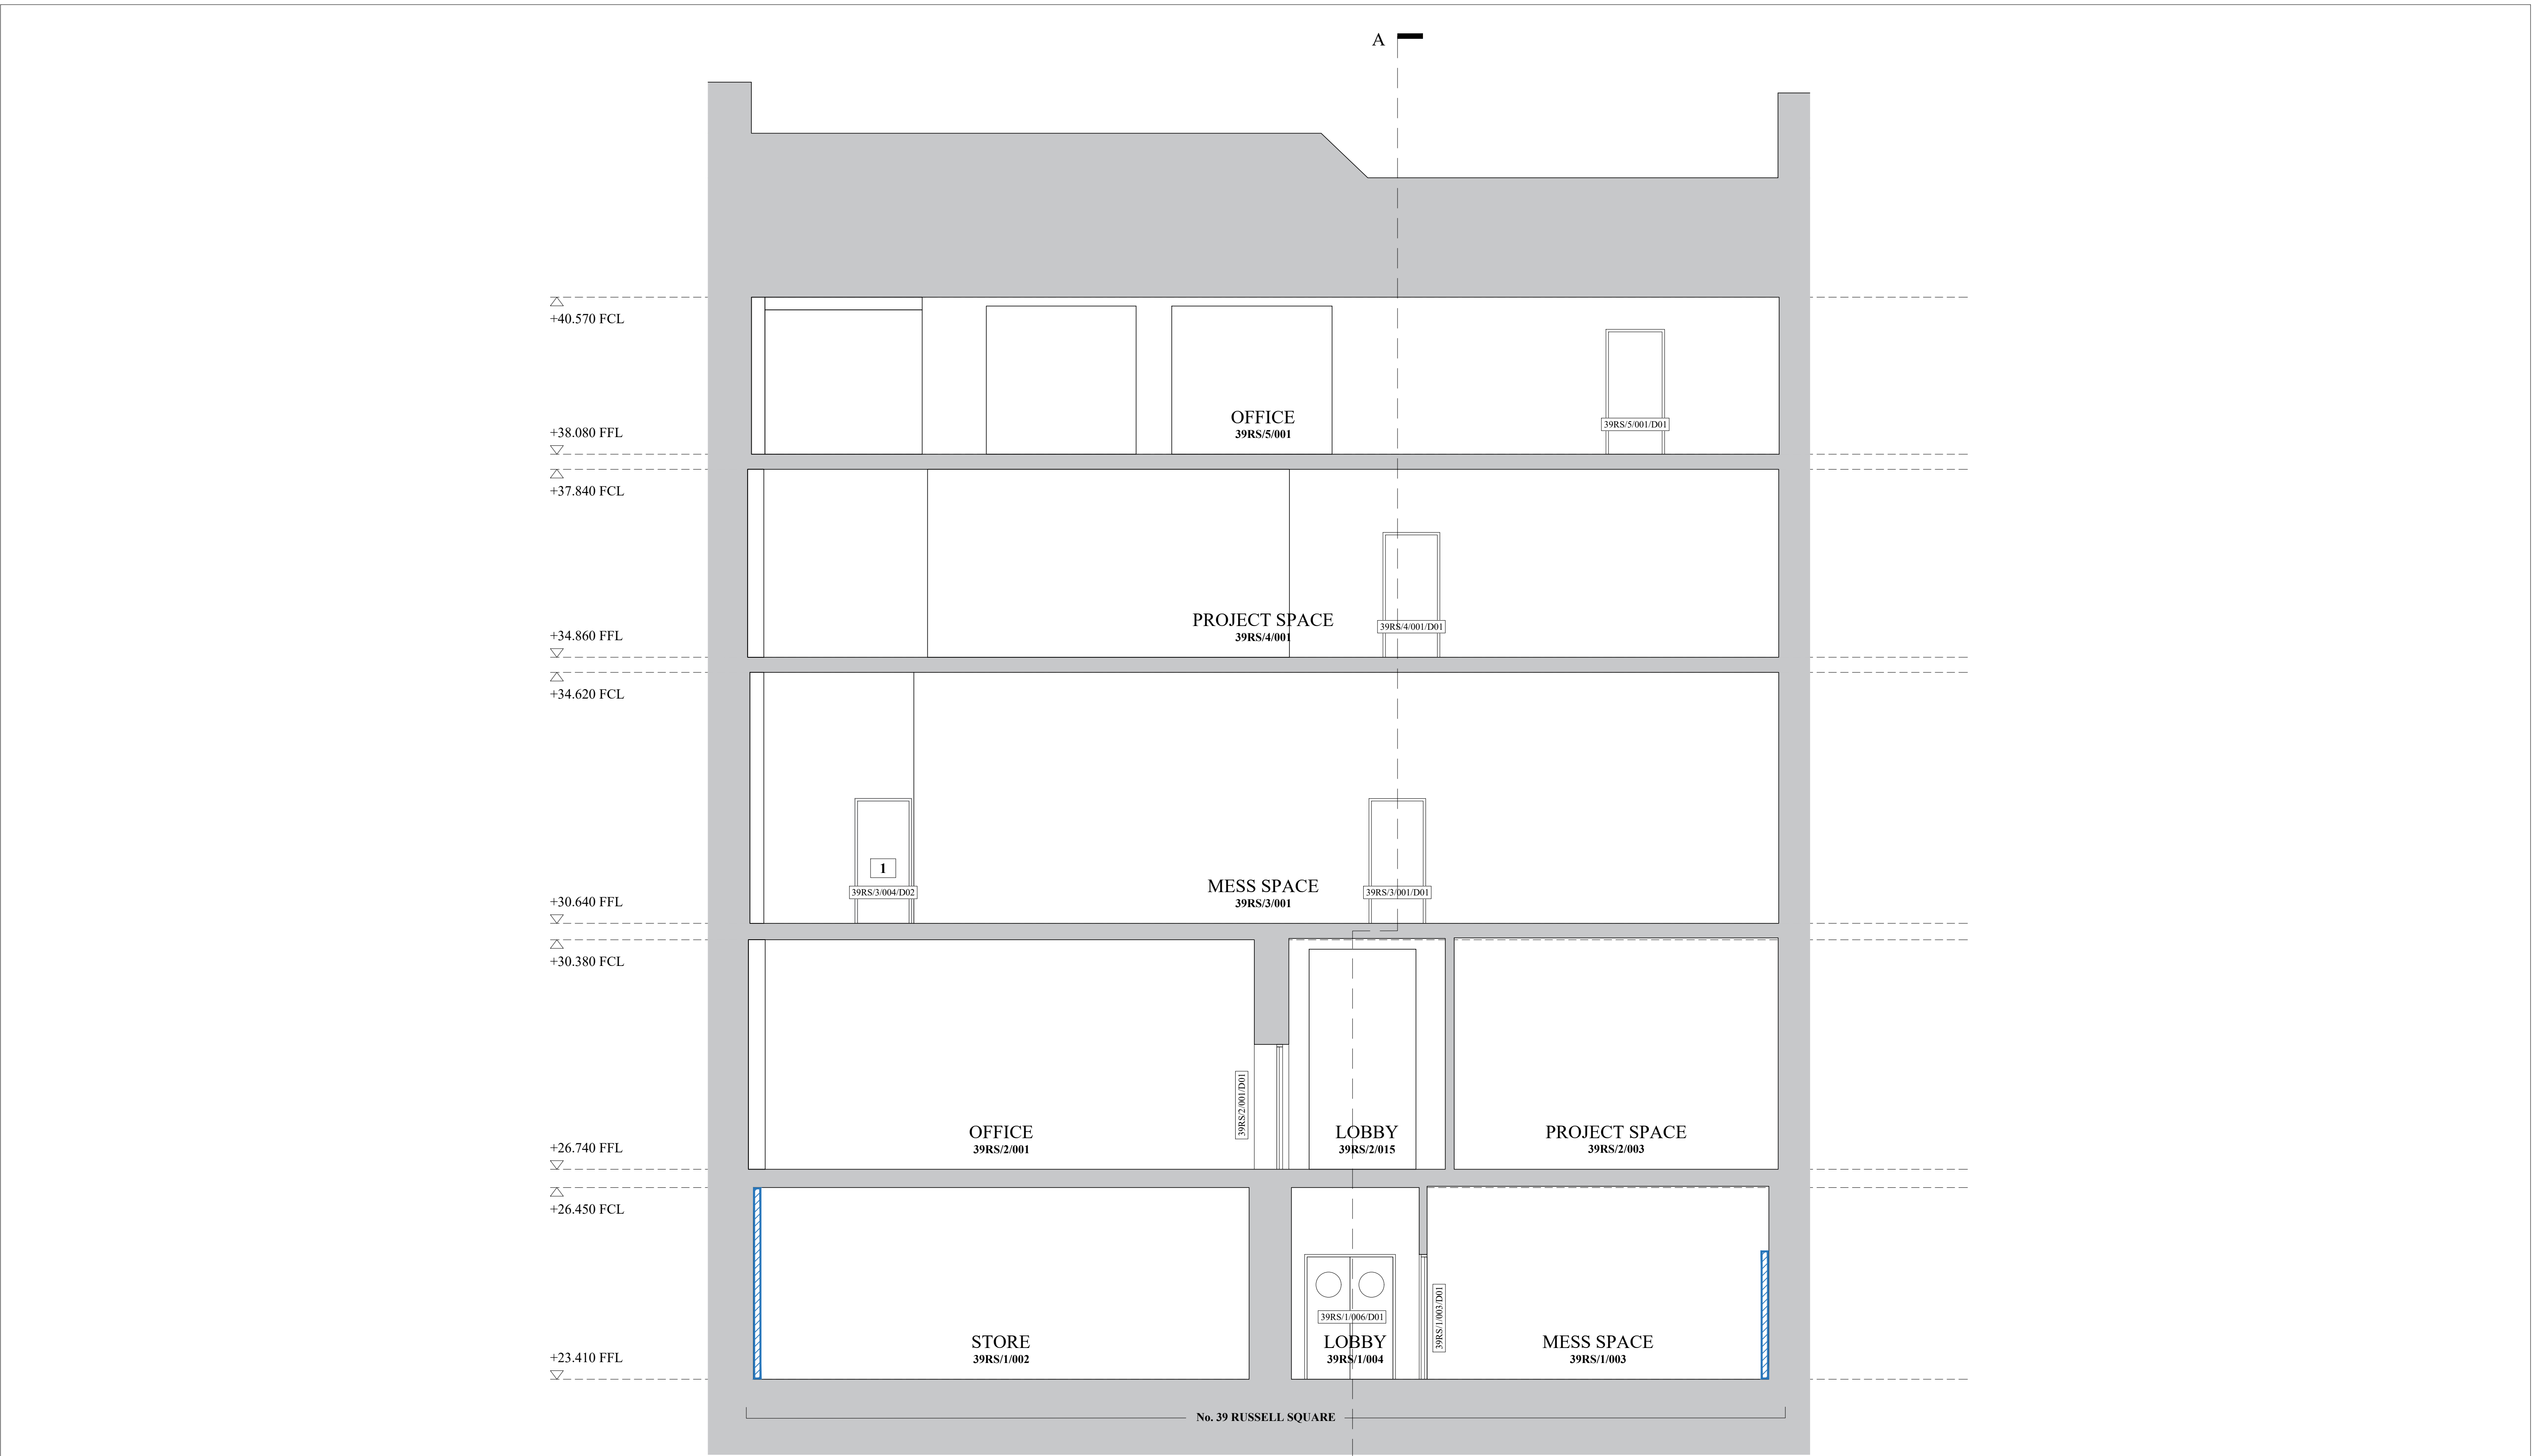 A
+40.570 FCL
OFFICE
39RS/5/001
39RS/5/001/D01
+38.080 FFL
+37.840 FCL
PROJECT SPACE
39RS/4/001
39RS/4/001/D01
+34.860 FFL
+34.620 FCL
1
39RS/3/004/D02
MESS SPACE
39RS/3/001
39RS/3/001/D01
+30.640 FFL
+30.380 FCL
39RS/2/001/D01
OFFICE
39RS/2/001
LOBBY
39RS/2/015
PROJECT SPACE
39RS/2/003
+26.740 FFL
+26.450 FCL
39RS/1/006/D01
39RS/1/003/D01
STORE
39RS/1/002
LOBBY
39RS/1/004
MESS SPACE
39RS/1/003
+23.410 FFL
No. 39 RUSSELL SQUARE